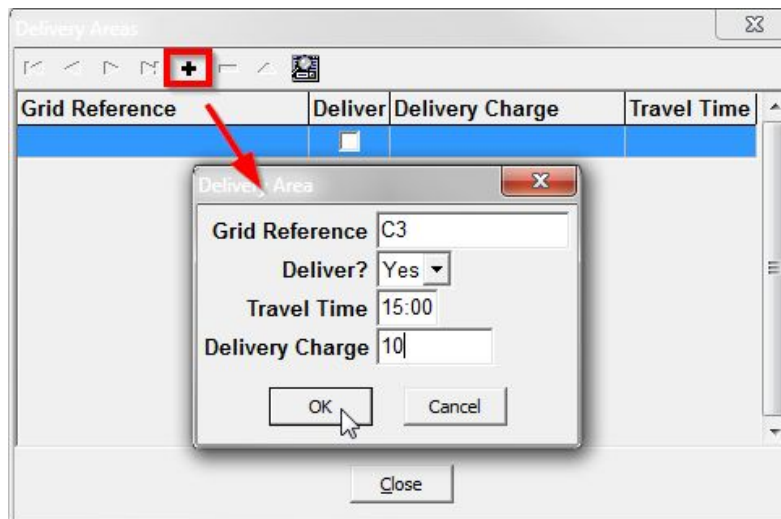 Delivery Areas
Grid Reference Deliver Delivery Charge Travel Time
Delivery Area
Grid Reference C3
Deliver? Yes
Travel Time 15:00
Delivery Charge 10
OK Cancel
Close